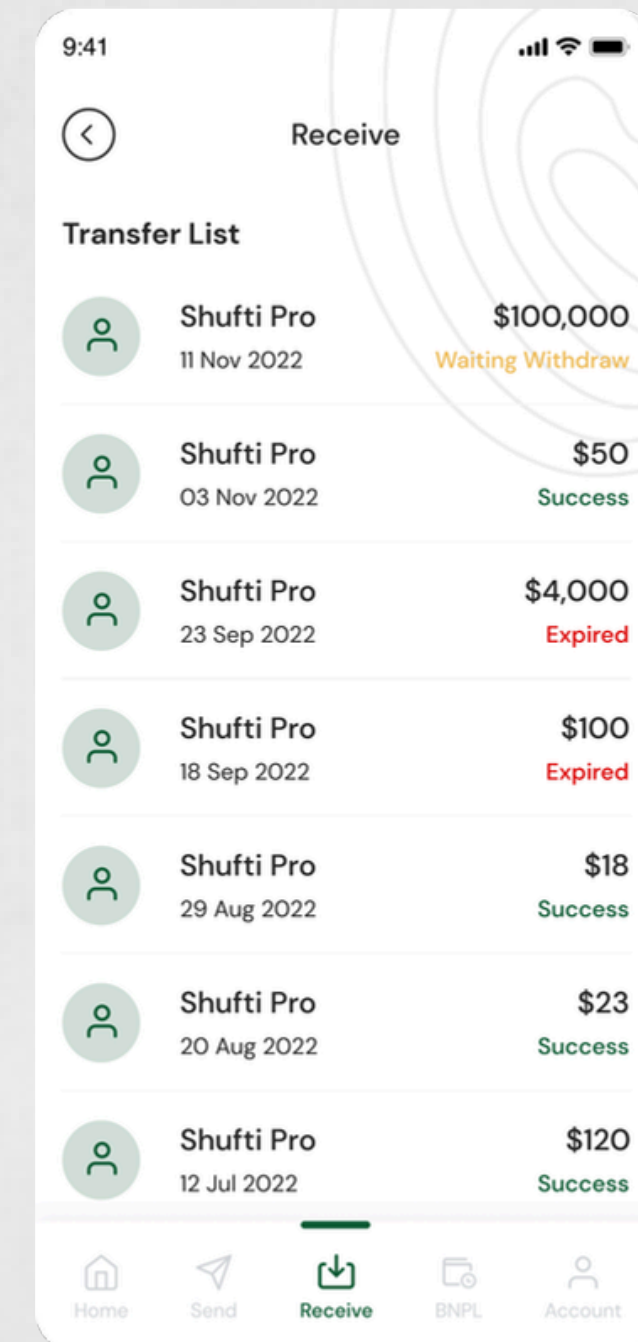 9:41
Receive
Transfer List
Shufti Pro $100,000
11 Nov 2022 Waiting Withdraw
Shufti Pro $50
03 Nov 2022 Success
Shufti Pro $4,000
23 Sep 2022 Expired
Shufti Pro $100
18 Sep 2022 Expired
Shufti Pro $18
29 Aug 2022 Success
Shufti Pro $23
20 Aug 2022 Success
Shufti Pro $120
12 Jul 2022 Success
Home Send Receive BNPL Account